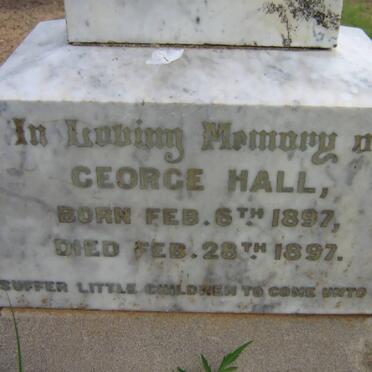 In Loving Memory o
GEORGE HALL,
BORN FEB. 6TH 1897,
DIED FEB. 28TH 1897.
SUFFER LITTLE CHILDREN TO COME UNTO